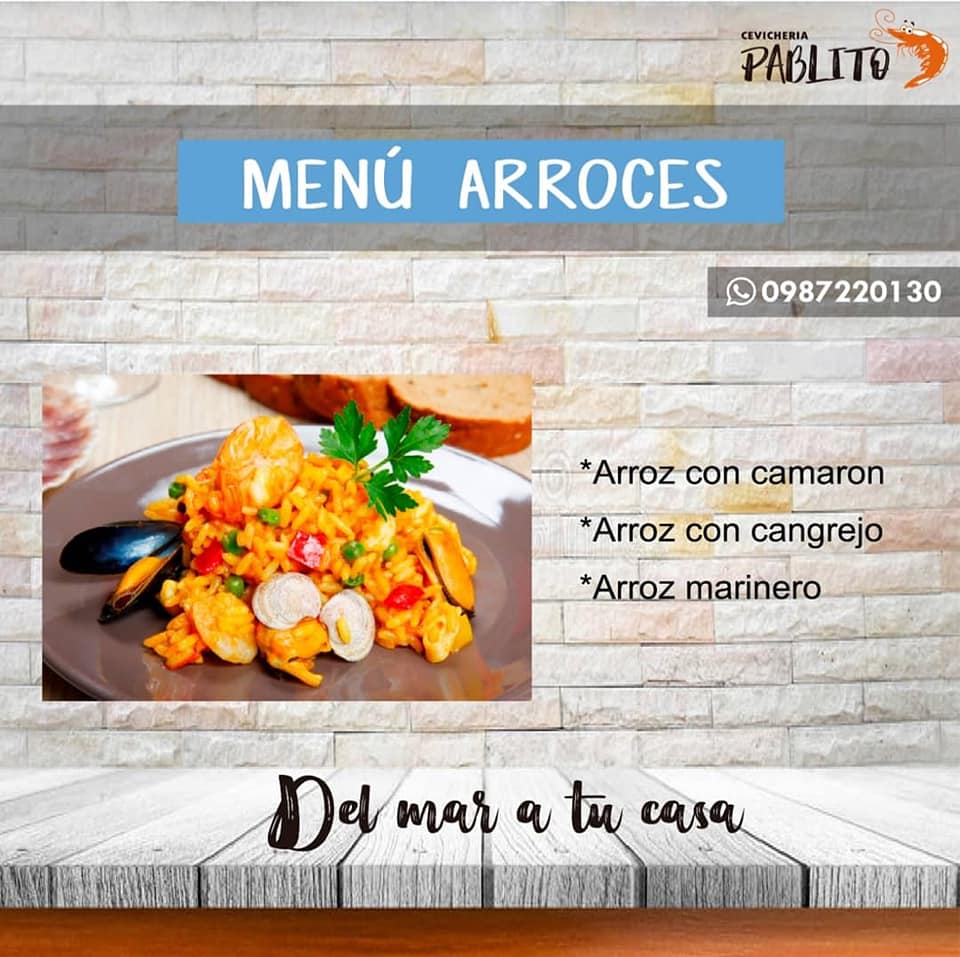 CEVICHERIA
PABLITO
MENÚ ARROCES
0987220130
*Arroz con camaron
*Arroz con cangrejo
*Arroz marinero
Del mar a tu casa